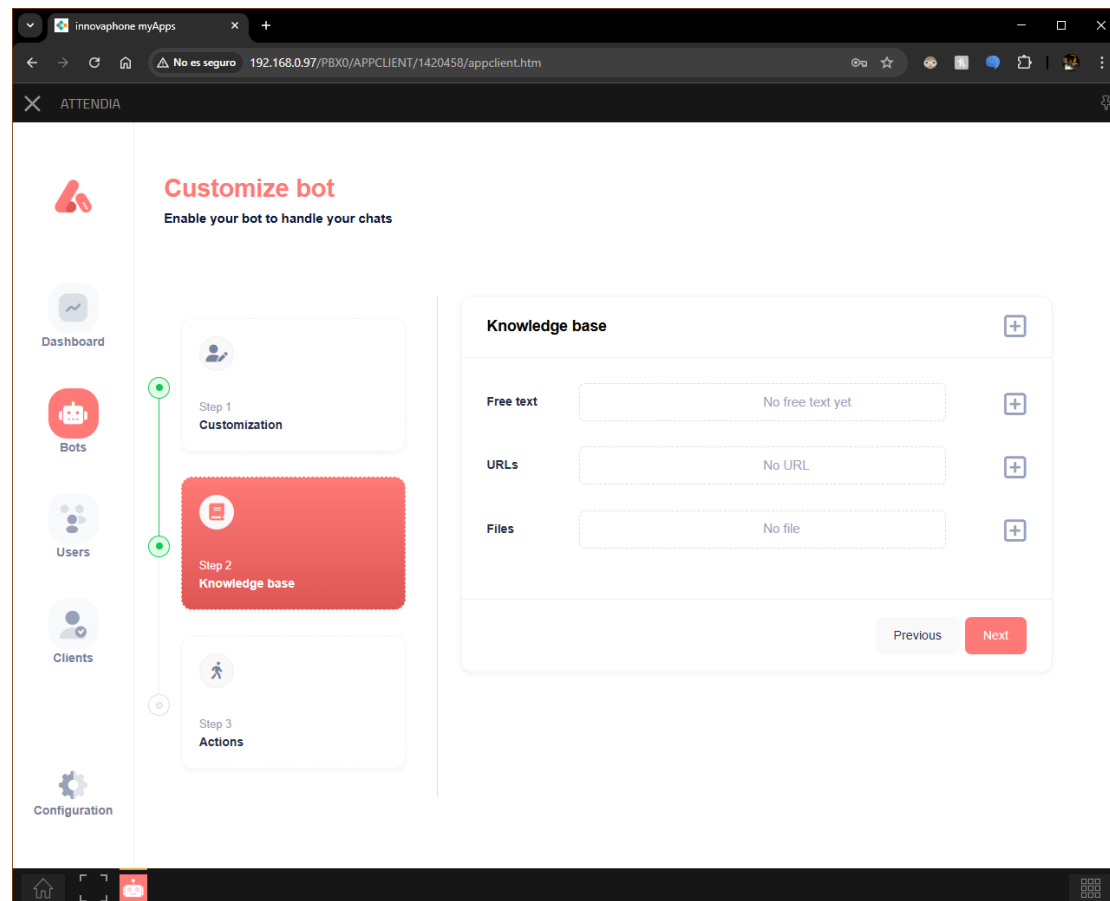 innovaphone myApps
No es seguro 192.168.0.97/PBX0/APPCLIENT/1420458/appclient.htm
ATTENDIA
Customize bot
Enable your bot to handle your chats
Dashboard
Bots
Users
Clients
Configuration
Step 1
Customization
Step 2
Knowledge base
Step 3
Actions
Knowledge base
Free text No free text yet
URLs No URL
Files No file
Previous Next